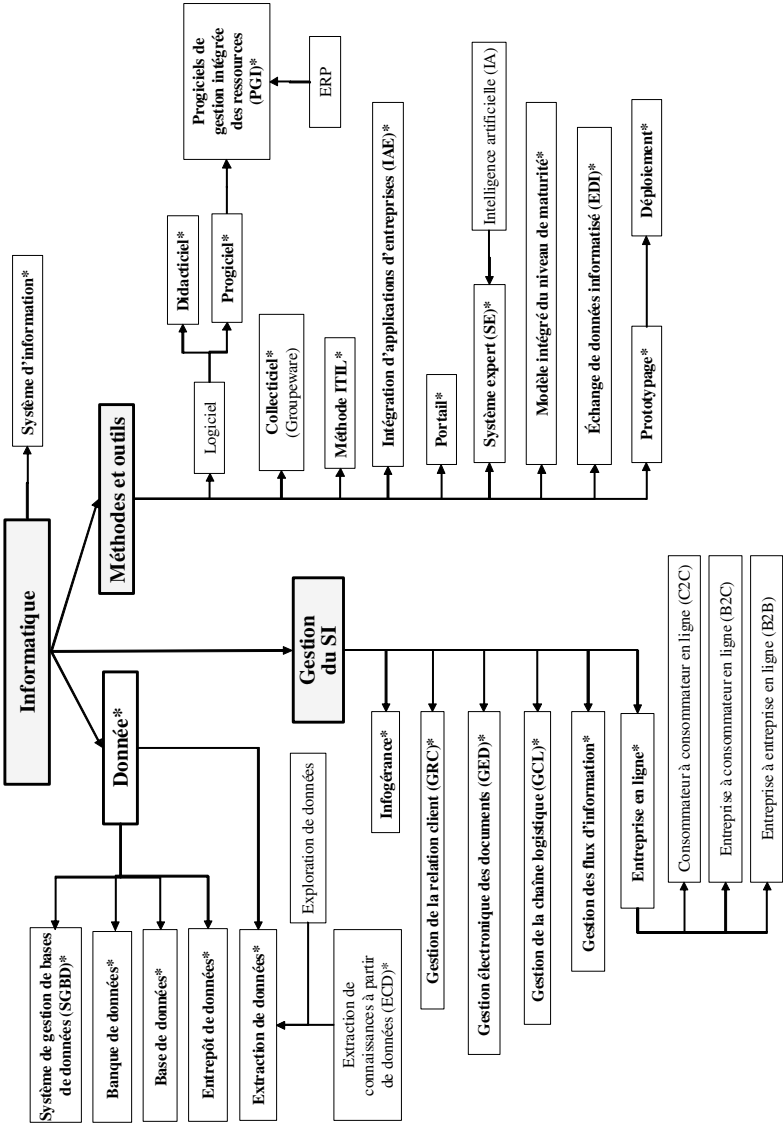 Informatique
Système d’information*
Donnée*
Système de gestion de bases
de données (SGBD)*
Banque de données*
Base de données*
Entrepôt de données*
Extraction de données*
Exploration de données
Extraction de
connaissances à partir
de données (ECD)*
Gestion
du SI
Infogérance*
Gestion de la relation client (GRC)*
Gestion électronique des documents (GED)*
Gestion de la chaîne logistique (GCL)*
Gestion des flux d’information*
Entreprise en ligne*
Consommateur à consommateur en ligne (C2C)
Entreprise à consommateur en ligne (B2C)
Entreprise à entreprise en ligne (B2B)
Méthodes et outils
Logiciel
Didacticiel*
Progiciel*
Progiciels de
gestion intégrée
des ressources
(PGI)*
ERP
Collecticiel*
(Groupeware)
Méthode ITIL*
Intégration d’applications d’entreprises (IAE)*
Portail*
Système expert (SE)*
Intelligence artificielle (IA)
Modèle intégré du niveau de maturité*
Échange de données informatisé (EDI)*
Prototypage*
Déploiement*